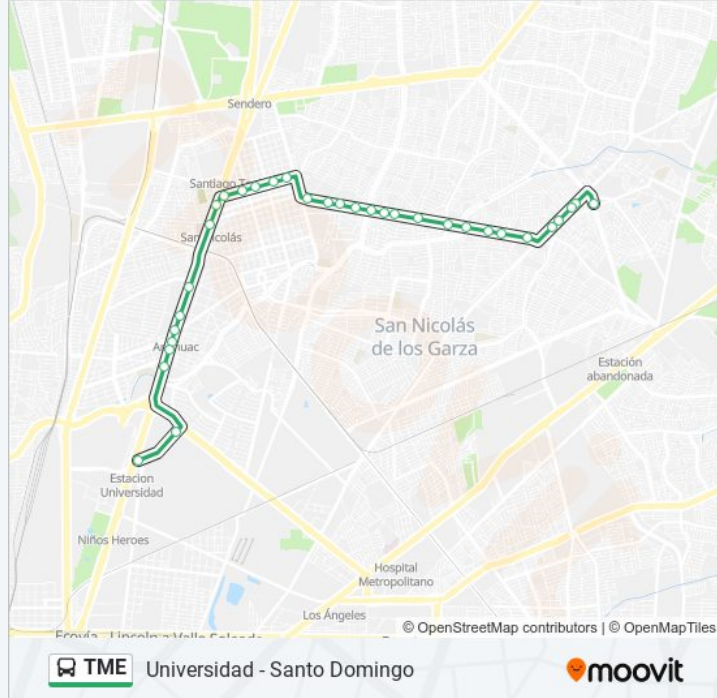 Sendero
Santiago Ta
San Nicolás
San Nicolás
de los Garza
Estación
abandonada
Estacion
Universidad
Niños Heroes
Hospital
Metropolitano
Los Ángeles
© OpenStreetMap contributors | © OpenMapTiles
TME Universidad - Santo Domingo
moovit